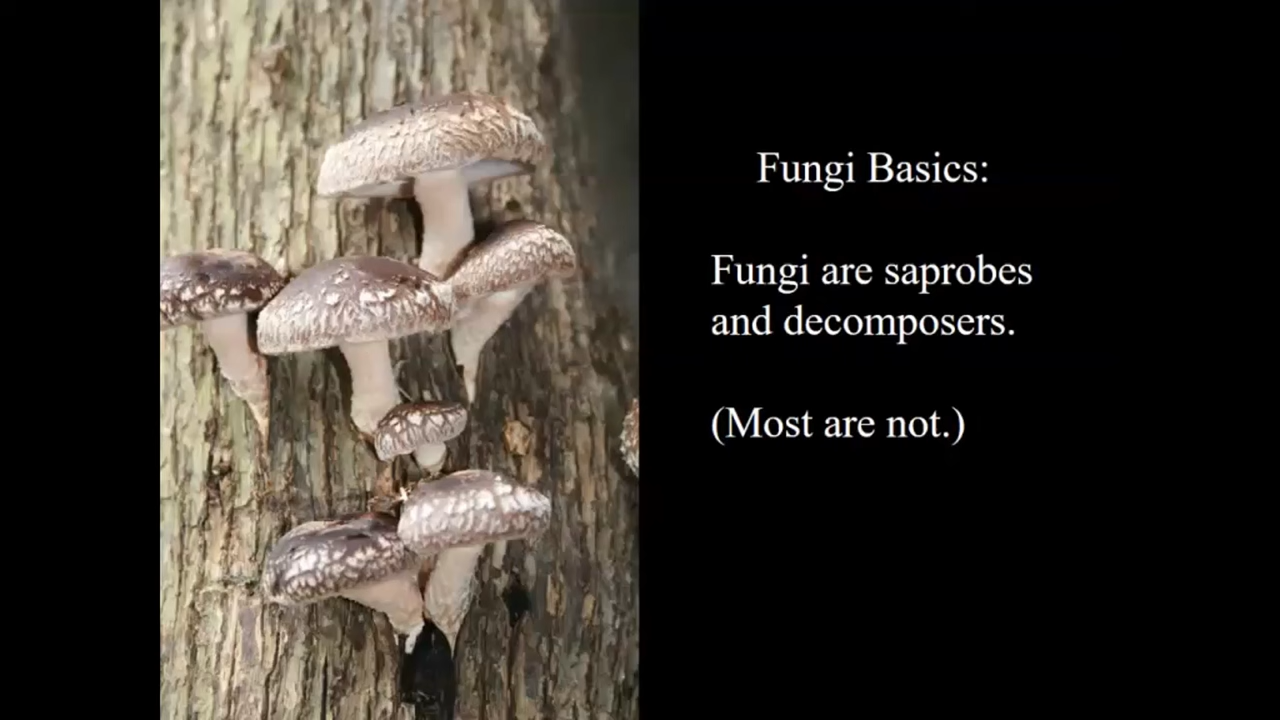 Fungi Basics:
Fungi are saprobes
and decomposers.
(Most are not.)